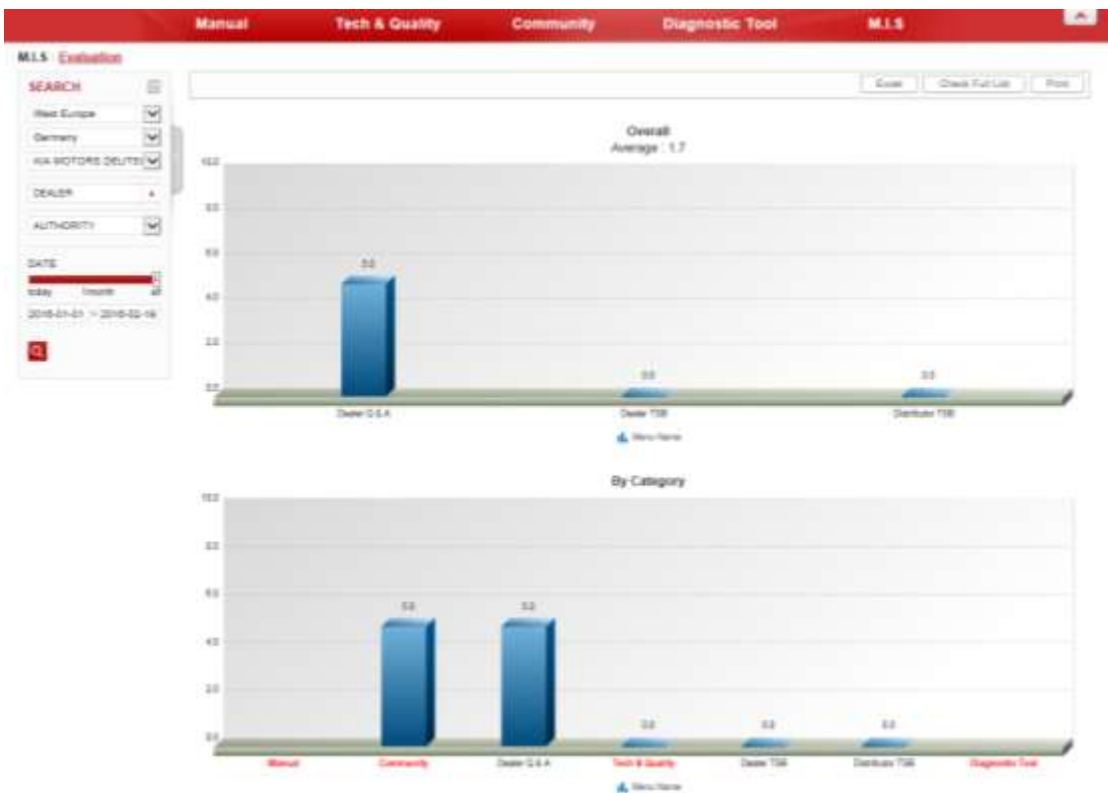 Manual Tech & Quality Community Diagnostic Tool M.I.S
M.I.S Evaluation
SEARCH
West Europe
Germany
KIA MOTORS DEUTE
DEALER
AUTHORITY
DATE
today 1month all
Excel Check Full List Print
Overall
Average : 1.7
10.0
8.0
6.0
4.0
2.0
0.0
5.0
0.0
0.0
Dealer Q & A Dealer TSB Distributor TSB
Menu Name
By Category
10.0
8.0
6.0
4.0
2.0
0.0
5.0 5.0 0.0 0.0 0.0
Manual Community Dealer Q & A Tech & Quality Dealer TSB Distributor TSB Diagnostic Tool
Menu Name